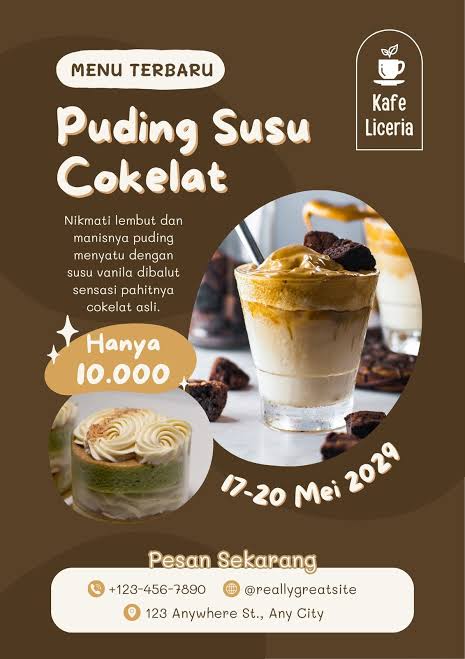 MENU TERBARU
Kafe
Liceria
Puding Susu
Cokelat
Nikmati lembut dan
manisnya puding
menyatu dengan
susu vanila dibalut
sensasi pahitnya
cokelat asli.
Hanya
10.000
17-20 Mei 2029
Pesan Sekarang
+123-456-7890
@reallygreatsite
123 Anywhere St., Any City